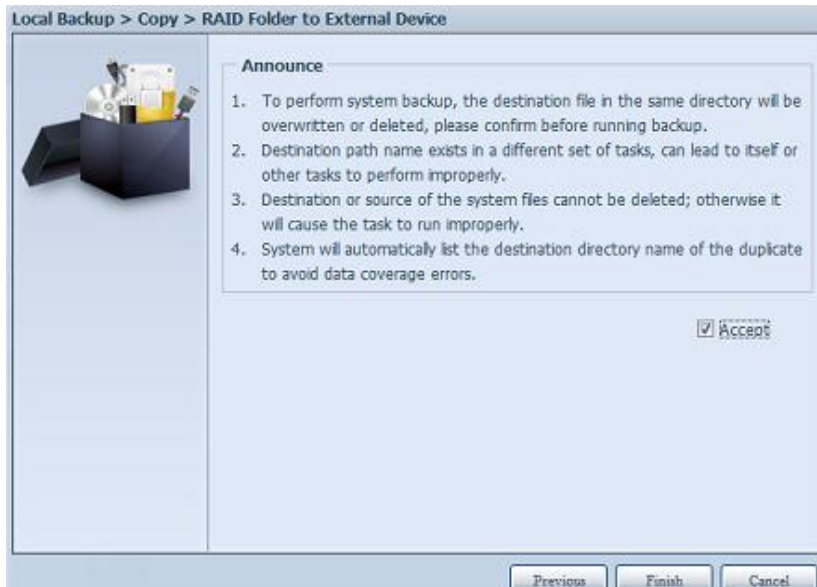 Local Backup > Copy > RAID Folder to External Device
Announce
1. To perform system backup, the destination file in the same directory will be
overwritten or deleted, please confirm before running backup.
2. Destination path name exists in a different set of tasks, can lead to itself or
other tasks to perform improperly.
3. Destination or source of the system files cannot be deleted; otherwise it
will cause the task to run improperly.
4. System will automatically list the destination directory name of the duplicate
to avoid data coverage errors.
Accept
Previous Finish Cancel